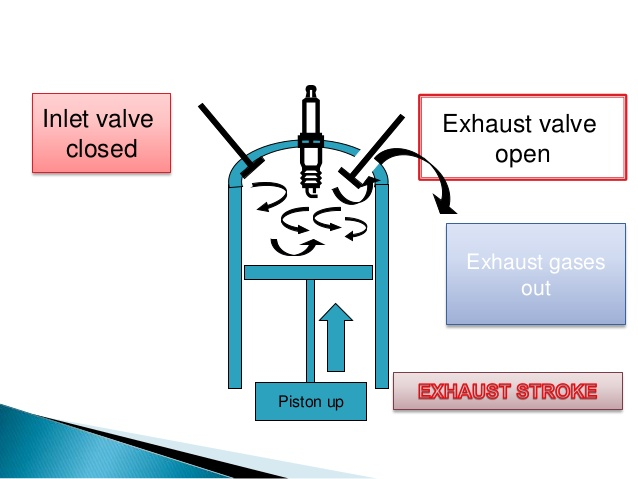 Inlet valve
closed
Exhaust valve
open
Exhaust gases
out
EXHAUST STROKE
Piston up